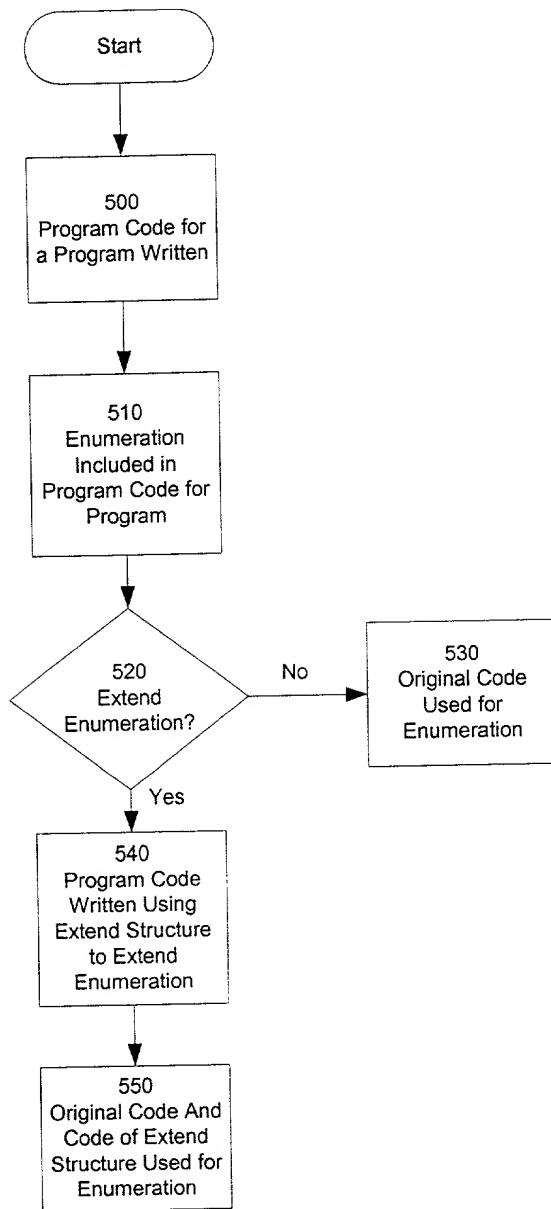 Start
500
Program Code for
a Program Written
510
Enumeration
Included in
Program Code for
Program
520
Extend
Enumeration?
No
530
Original Code
Used for
Enumeration
Yes
540
Program Code
Written Using
Extend Structure
to Extend
Enumeration
550
Original Code And
Code of Extend
Structure Used for
Enumeration